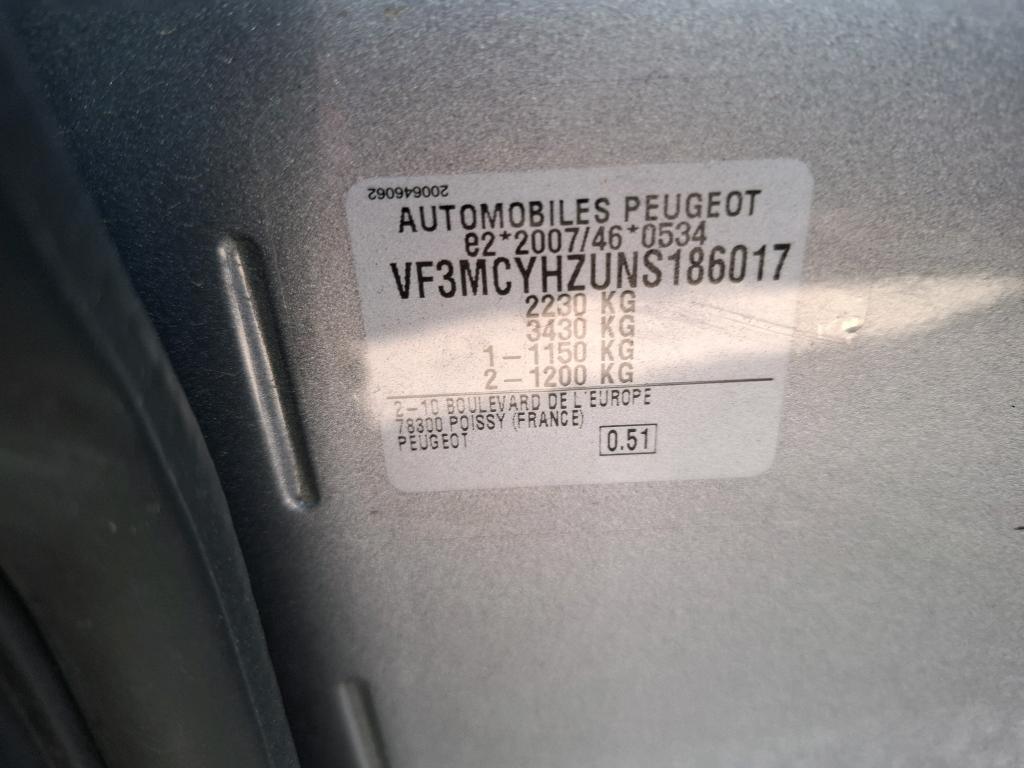 200646062
AUTOMOBILES PEUGEOT
e2*2007/46*0534
VF3MCYHZUNS186017
2230 KG
3430 KG
1-1150 KG
2-1200 KG
2-10 BOULEVARD DE L'EUROPE
78300 POISSY (FRANCE)
PEUGEOT
0.51